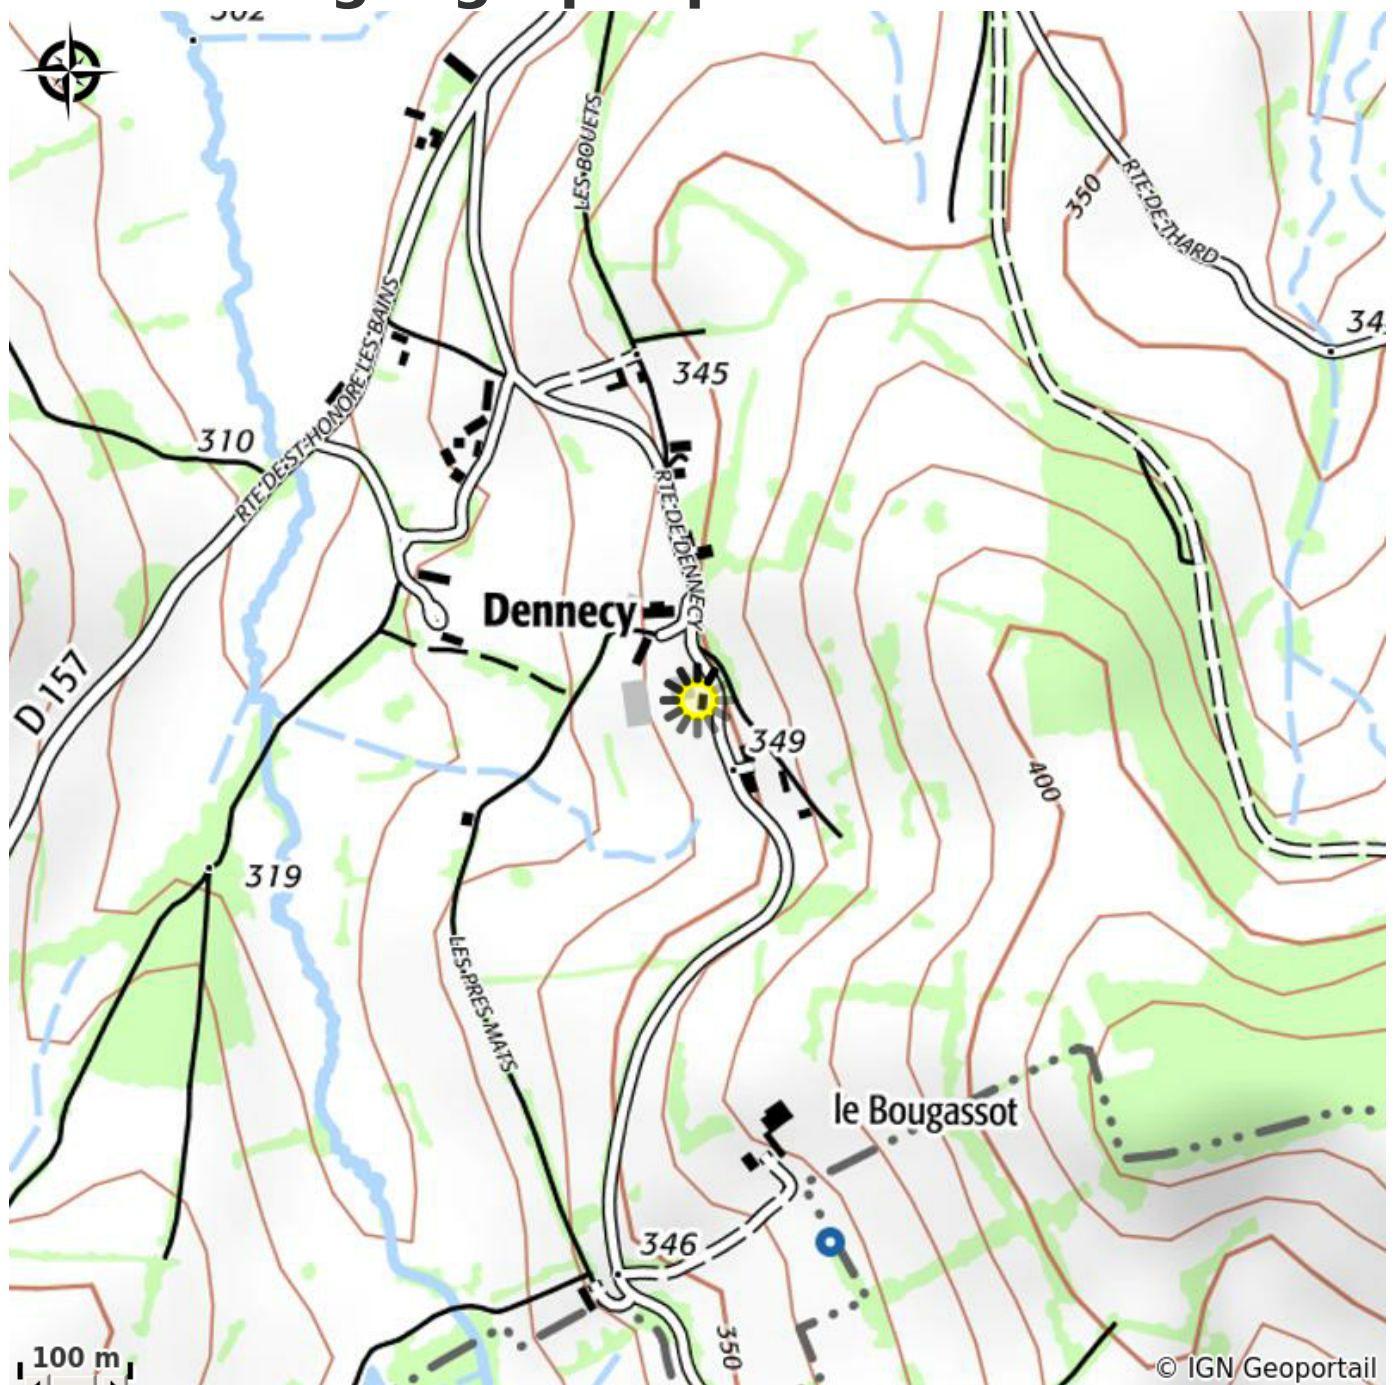 302
LES BOUETS
350
RTE DE THARD
RTE DE ST-HONORE LES BAINS
345
310
RTE DE DENNECY
Dennecy
D 157
349
400
319
LES PRES MATS
le Bougassot
346
350
100 m
© IGN Geoportail